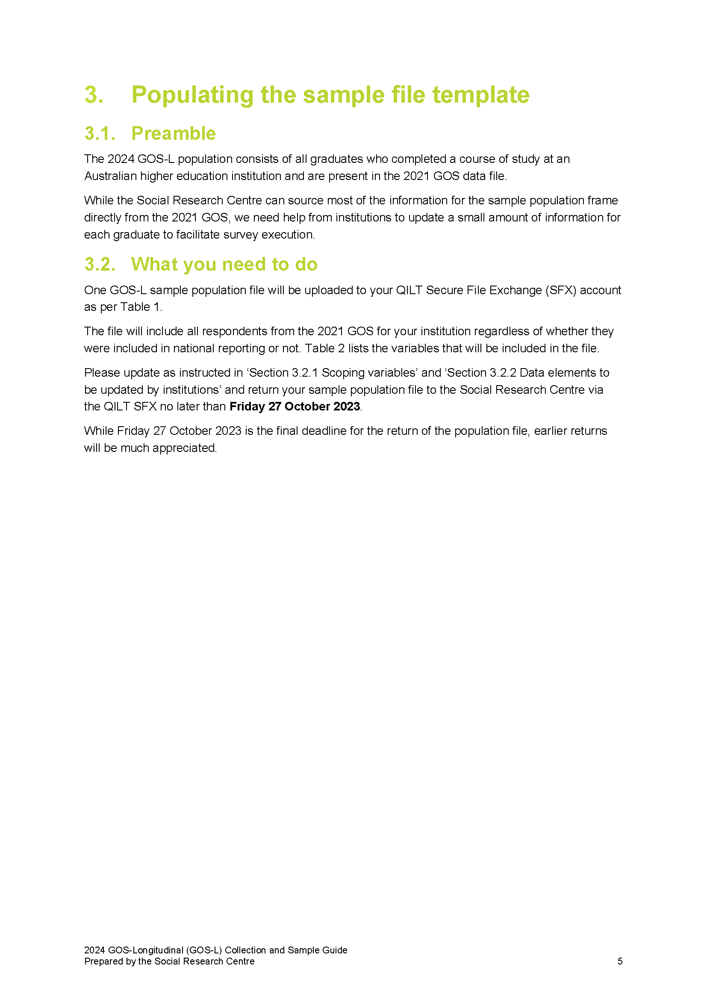 3. Populating the sample file template
3.1. Preamble
The 2024 GOS-L population consists of all graduates who completed a course of study at an
Australian higher education institution and are present in the 2021 GOS data file.
While the Social Research Centre can source most of the information for the sample population frame
directly from the 2021 GOS, we need help from institutions to update a small amount of information for
each graduate to facilitate survey execution.
3.2. What you need to do
One GOS-L sample population file will be uploaded to your QILT Secure File Exchange (SFX) account
as per Table 1.
The file will include all respondents from the 2021 GOS for your institution regardless of whether they
were included in national reporting or not. Table 2 lists the variables that will be included in the file.
Please update as instructed in ‘Section 3.2.1 Scoping variables’ and ‘Section 3.2.2 Data elements to
be updated by institutions’ and return your sample population file to the Social Research Centre via
the QILT SFX no later than Friday 27 October 2023.
While Friday 27 October 2023 is the final deadline for the return of the population file, earlier returns
will be much appreciated.
2024 GOS-Longitudinal (GOS-L) Collection and Sample Guide
Prepared by the Social Research Centre 5